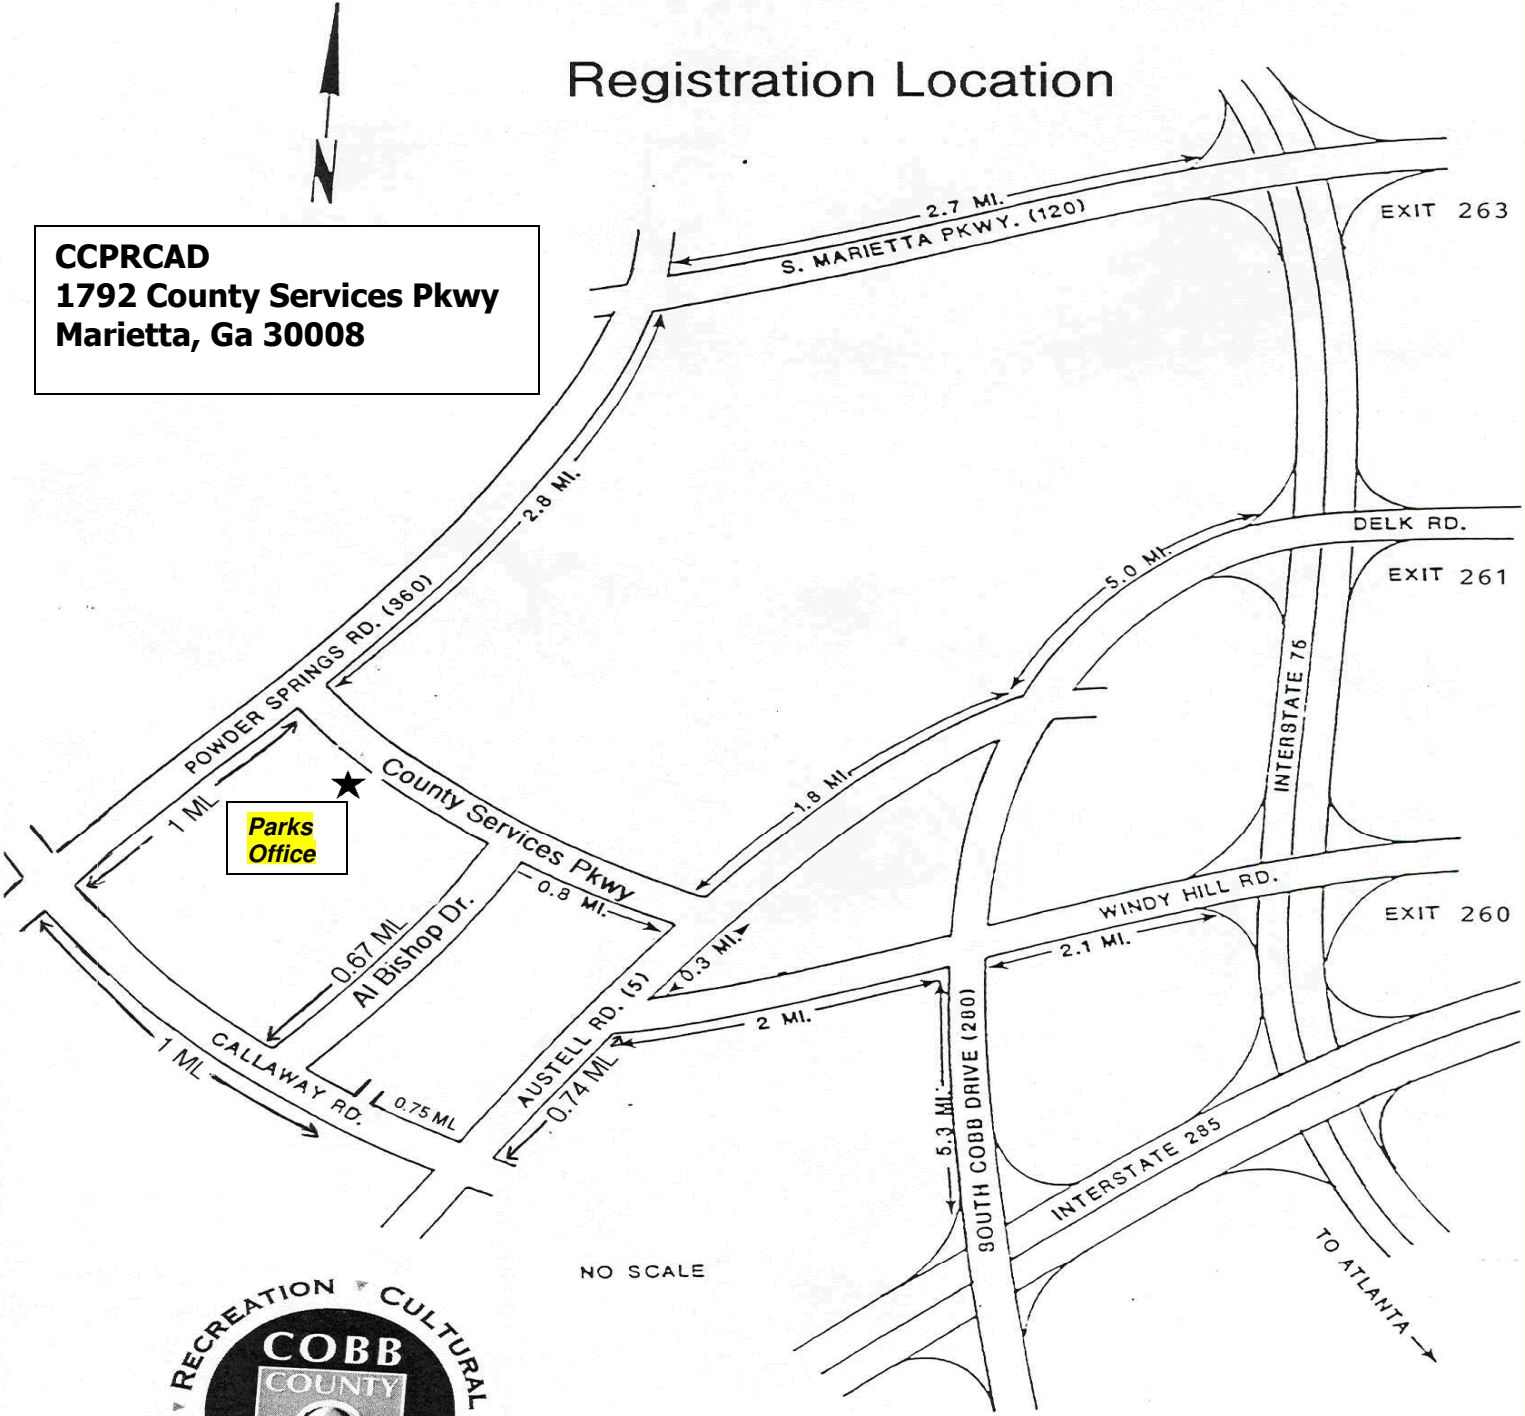 Registration Location
N
CCPRCAD
1792 County Services Pkwy
Marietta, Ga 30008
2.7 MI.
S. MARIETTA PKWY. (120)
EXIT 263
2.8 MI.
DELK RD.
5.0 MI.
EXIT 261
POWDER SPRINGS RD. (360)
INTERSTATE 75
1 ML
County Services Pkwy
1.8 MI.
Parks
Office
0.8 MI.
WINDY HILL RD.
EXIT 260
2.1 MI.
0.67 ML
Al Bishop Dr.
0.3 MI.
AUSTELL RD. (5)
2 MI.
SOUTH COBB DRIVE (280)
CALLAWAY RD.
1 ML
0.75 ML
0.74 ML
5.3 MI.
INTERSTATE 285
TO ATLANTA
NO SCALE
RECREATION
CULTURAL
COBB
COUNTY